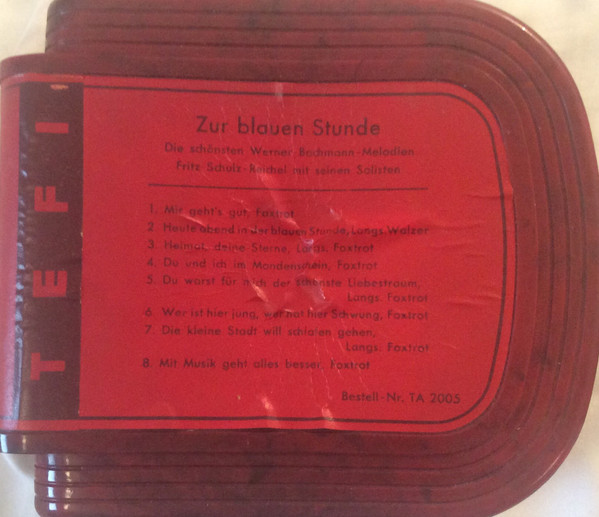 TEFI
Zur blauen Stunde
Die schönsten Werner Bochmann-Melodien
Fritz Schulz-Reichel mit seinen Solisten
1. Mir geht's gut, Foxtrot
2. Heute abend in der blauen Stunde, Langs. Walzer
3. Heimat, deine Sterne, Langs. Foxtrot
4. Du und ich im Mondenschein, Foxtrot
5. Du warst für mich der schönste Liebestraum,
Langs. Foxtrot
6. Wer ist hier jung, wer hat hier Schwung, Foxtrot
7. Die kleine Stadt will schlafen gehen,
Langs. Foxtrot
8. Mit Musik geht alles besser, Foxtrot
Bestell-Nr. TA 2005